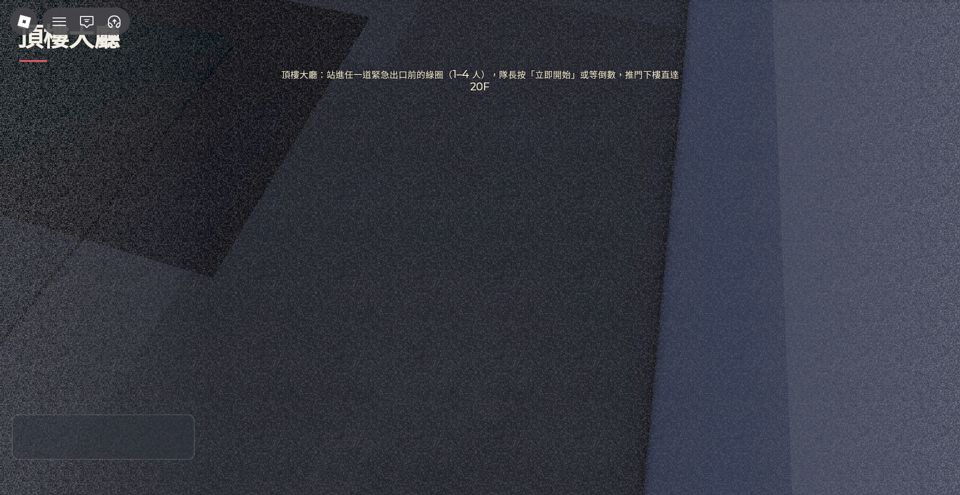 頂樓大廳
頂樓大廳：站進任一道緊急出口前的綠圈（1–4 人），隊長按「立即開始」或等倒數，推門下樓直達
20F